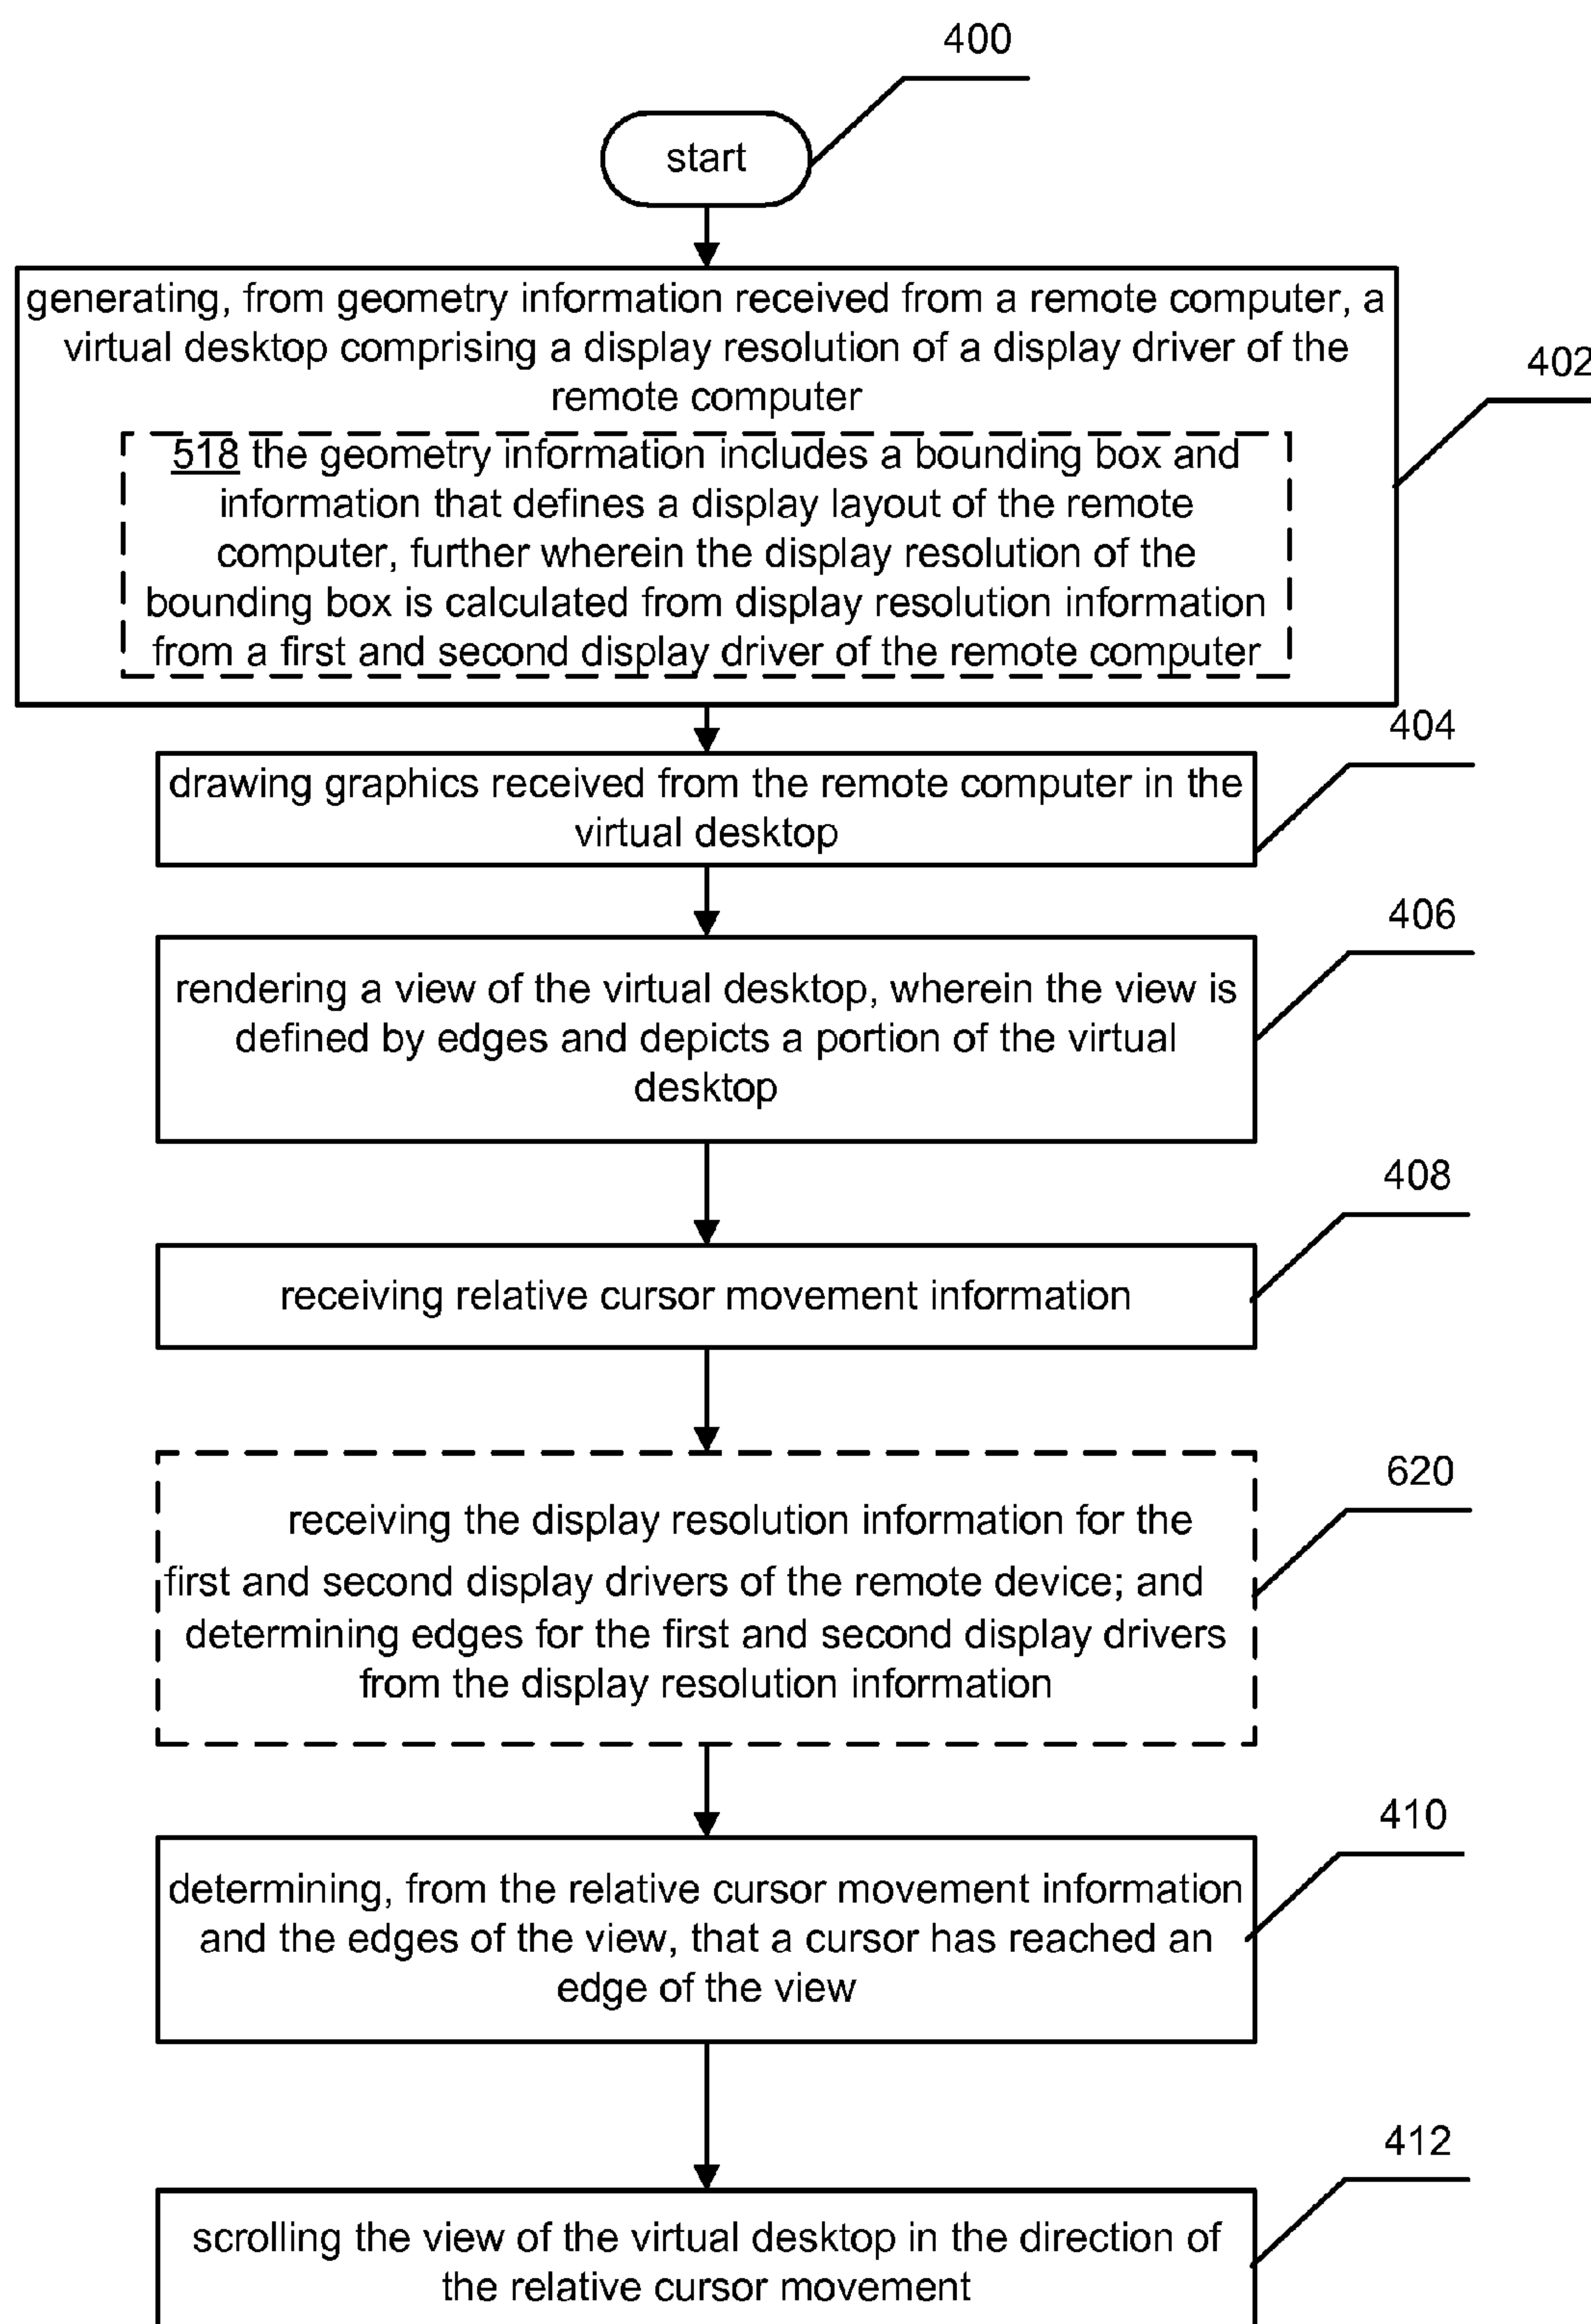 400
start
generating, from geometry information received from a remote computer, a
virtual desktop comprising a display resolution of a display driver of the
remote computer
402
518 the geometry information includes a bounding box and
information that defines a display layout of the remote
computer, further wherein the display resolution of the
bounding box is calculated from display resolution information
from a first and second display driver of the remote computer
404
drawing graphics received from the remote computer in the
virtual desktop
406
rendering a view of the virtual desktop, wherein the view is
defined by edges and depicts a portion of the virtual
desktop
408
receiving relative cursor movement information
620
receiving the display resolution information for the
first and second display drivers of the remote device; and
determining edges for the first and second display drivers
from the display resolution information
410
determining, from the relative cursor movement information
and the edges of the view, that a cursor has reached an
edge of the view
412
scrolling the view of the virtual desktop in the direction of
the relative cursor movement